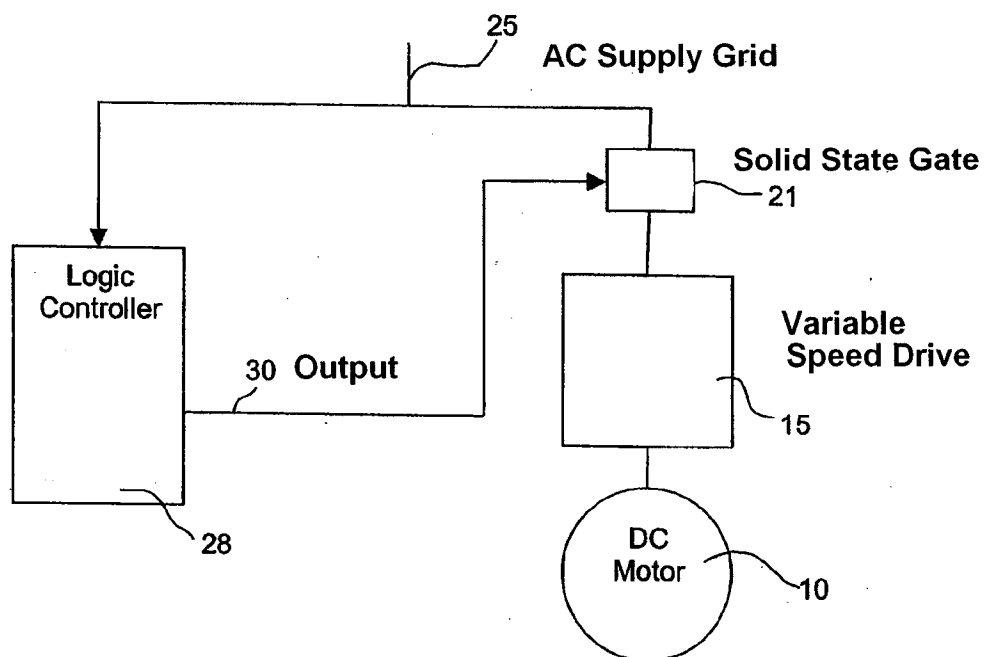 25
AC Supply Grid
Solid State Gate
21
Logic
Controller
Variable
Speed Drive
30 Output
15
28
DC
Motor
10